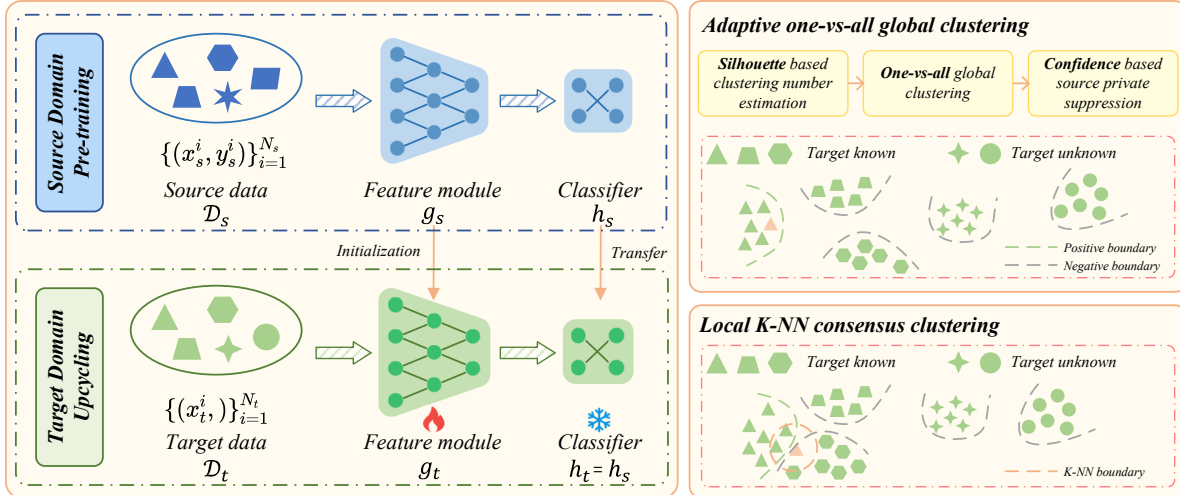 Source Domain
Pre-training
{(x_s^i, y_s^i)}_{i=1}^{N_s}
Source data
𝒟_s
Feature module
g_s
Classifier
h_s
Initialization
Transfer
Target Domain
Upcycling
{(x_t^i, )}_{i=1}^{N_t}
Target data
𝒟_t
Feature module
g_t
Classifier
h_t = h_s
Adaptive one-vs-all global clustering
Silhouette based
clustering number
estimation
One-vs-all global
clustering
Confidence based
source private
suppression
Target known
Target unknown
Positive boundary
Negative boundary
Local K-NN consensus clustering
Target known
Target unknown
K-NN boundary